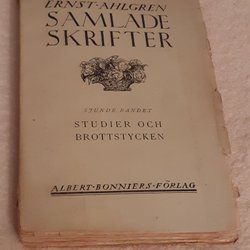 ERNST·AHLGREN
SAMLADE
SKRIFTER
SJUNDE BANDET
STUDIER OCH
BROTTSTYCKEN
ALBERT·BONNIERS·FÖRLAG